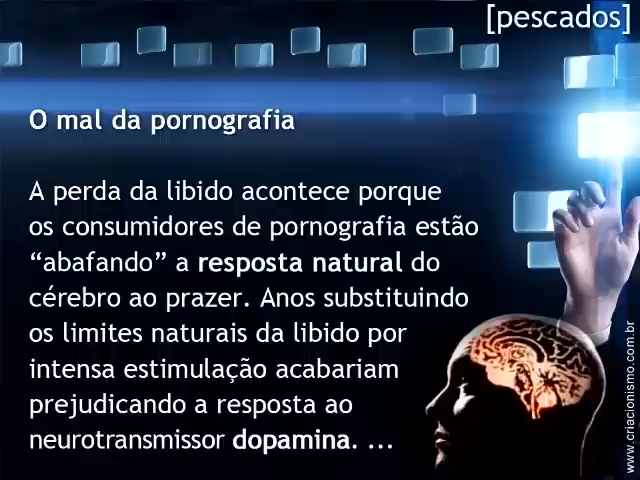 [pescados]
O mal da pornografia
A perda da libido acontece porque
os consumidores de pornografia estão
“abafando” a resposta natural do
cérebro ao prazer. Anos substituindo
os limites naturais da libido por
intensa estimulação acabariam
prejudicando a resposta ao
neurotransmissor dopamina. ...
www.criacionismo.com.br